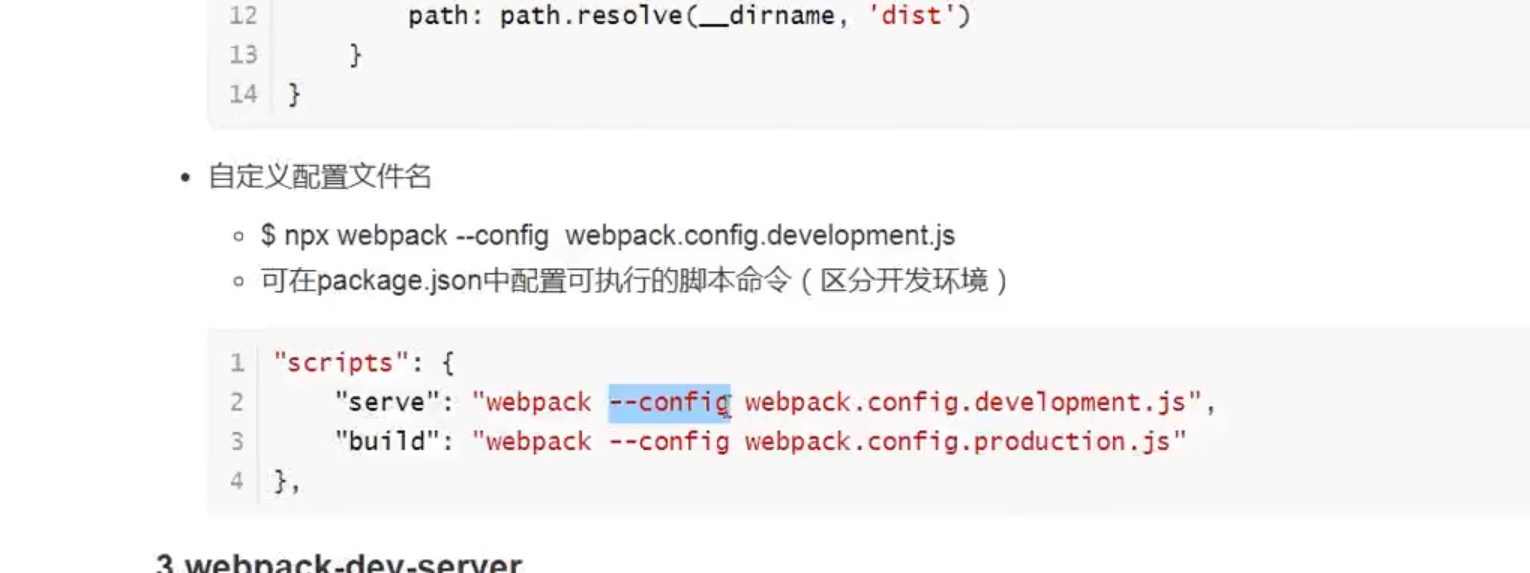 12 path: path.resolve(__dirname, 'dist')
13 }
14 }
• 自定义配置文件名
◦ $ npx webpack --config  webpack.config.development.js
◦ 可在package.json中配置可执行的脚本命令（区分开发环境）
1 "scripts": {
2 "serve": "webpack --config webpack.config.development.js",
3 "build": "webpack --config webpack.config.production.js"
4 },
3.webpack-dev-server